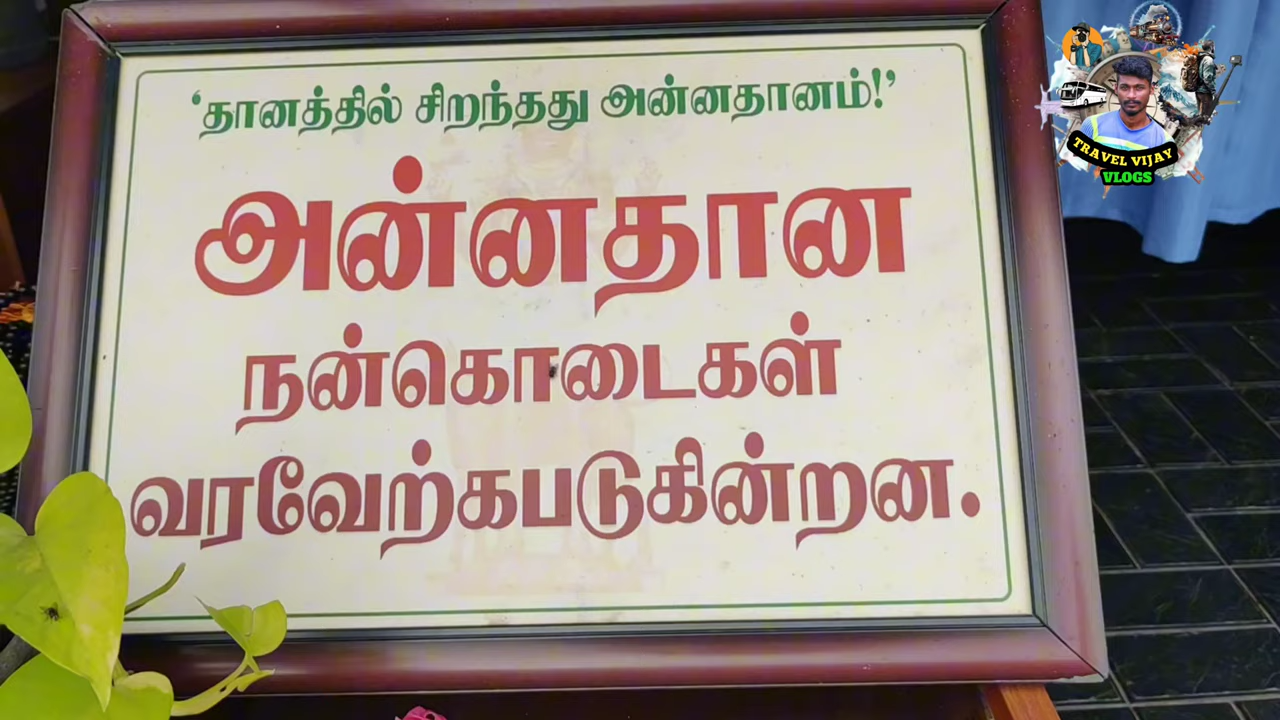 ‘தானத்தில் சிறந்தது அன்னதானம்!’
அன்னதான
நன்கொடைகள்
வரவேற்கபடுகின்றன.
TRAVEL VIJAY
VLOGS